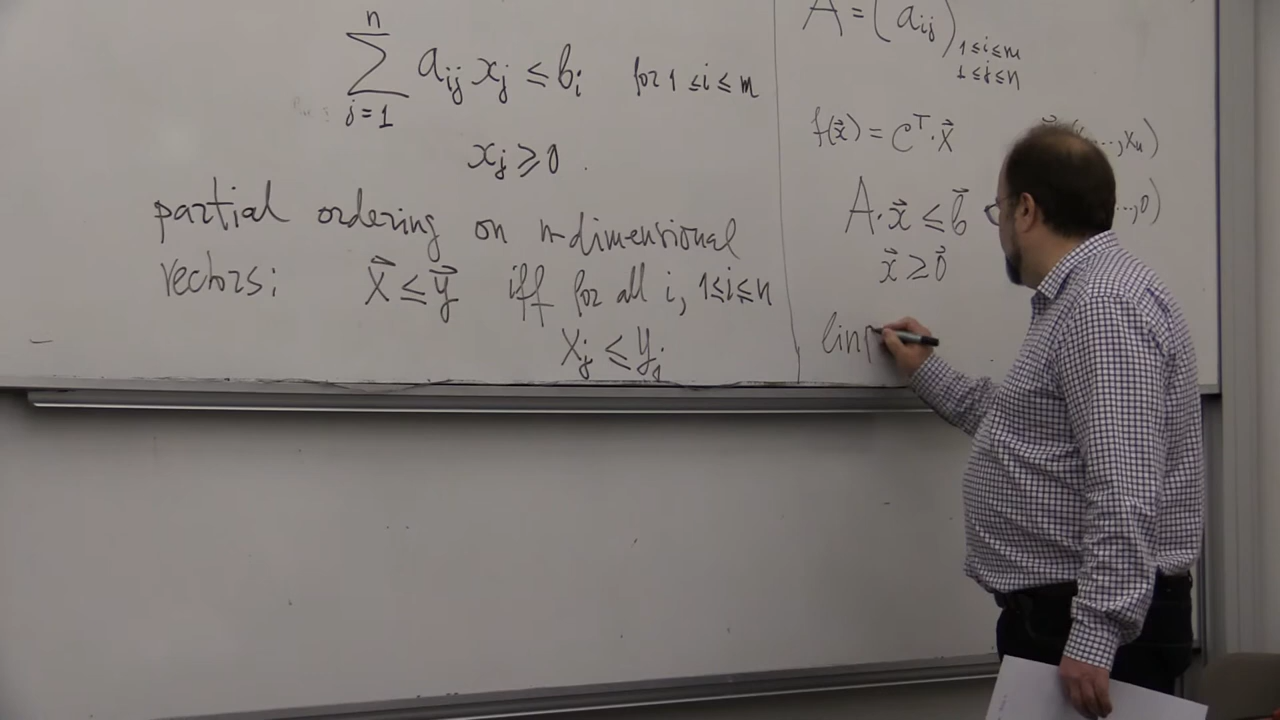 n
∑ a_ij x_j ≤ b_i for 1 ≤ i ≤ m
j = 1
x_j ⩾ 0 .
partial ordering on n-dimensional
vectors: x⃗ ≤ y⃗ iff for all i, 1≤i≤n
x_j ≤ y_j
A = (a_ij) 1≤i≤m
1≤j≤n
f(x⃗) = c^T · x⃗ ..., x_n)
A · x⃗ ≤ b⃗ ..., 0)
x⃗ ≥ 0⃗